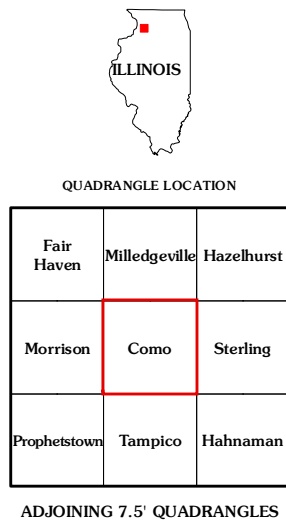 ILLINOIS
QUADRANGLE LOCATION
Fair
Haven
Milledgeville
Hazelhurst
Morrison
Como
Sterling
Prophetstown
Tampico
Hahnaman
ADJOINING 7.5' QUADRANGLES